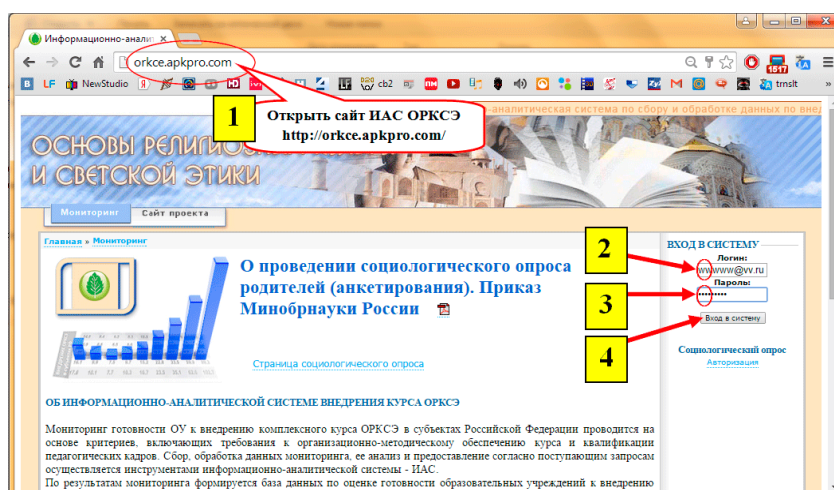 Информационно-анали
orkce.apkpro.com
1517
LF
NewStudio
cb2
trnslt
»
1
Открыть сайт ИАС ОРКСЭ
http://orkce.apkpro.com/
-аналитическая система по сбору и обработке данных по вне
ОСНОВЫ РЕЛИГИОЗ
И СВЕТСКОЙ ЭТИКИ
Мониторинг Сайт проекта
Главная » Мониторинг
О проведении социологического опроса
родителей (анкетирования). Приказ
Минобрнауки России
Страница социологического опроса
2
3
4
ВХОД В СИСТЕМУ
Логин:
wwwww@vv.ru
Пароль:
•••••••••
Вход в систему
Социологический опрос
Авторизация
ОБ ИНФОРМАЦИОННО-АНАЛИТИЧЕСКОЙ СИСТЕМЕ ВНЕДРЕНИЯ КУРСА ОРКСЭ
Мониторинг готовности ОУ к внедрению комплексного курса ОРКСЭ в субъектах Российской Федерации проводится на
основе критериев, включающих требования к организационно-методическому обеспечению курса и квалификации
педагогических кадров. Сбор, обработка данных мониторинга, ее анализ и предоставление согласно поступающим запросам
осуществляется инструментами информационно-аналитической системы - ИАС.
По результатам мониторинга формируется база данных по оценке готовности образовательных учреждений к внедрению